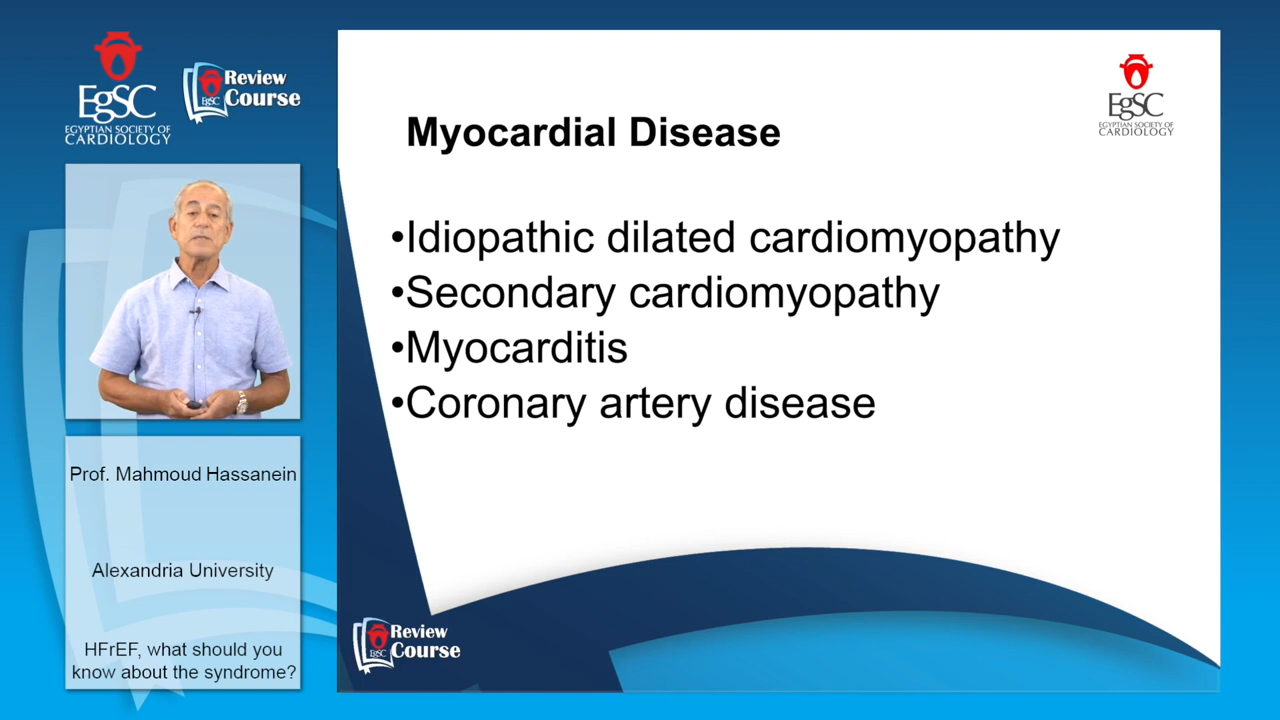 EgSC
EGYPTIAN SOCIETY OF
CARDIOLOGY
EgSC
Review
Course
Prof. Mahmoud Hassanein
Alexandria University
HFrEF, what should you
know about the syndrome?
EgSC
EGYPTIAN SOCIETY OF
CARDIOLOGY
Myocardial Disease
•Idiopathic dilated cardiomyopathy
•Secondary cardiomyopathy
•Myocarditis
•Coronary artery disease
EgSC
Review
Course